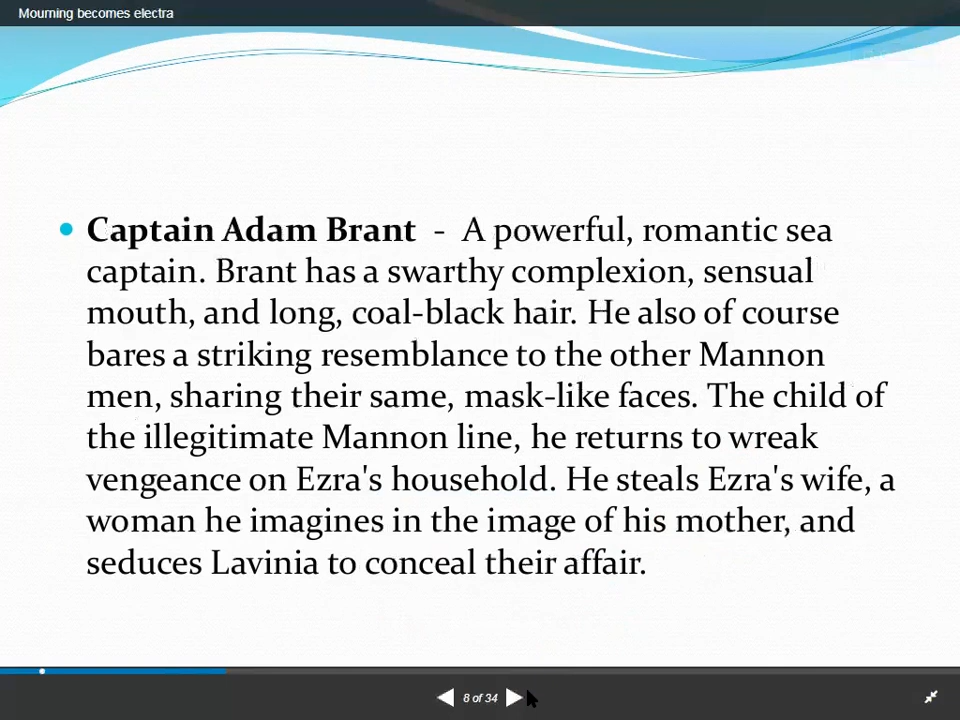 Mourning becomes electra
Captain Adam Brant - A powerful, romantic sea
captain. Brant has a swarthy complexion, sensual
mouth, and long, coal-black hair. He also of course
bares a striking resemblance to the other Mannon
men, sharing their same, mask-like faces. The child of
the illegitimate Mannon line, he returns to wreak
vengeance on Ezra's household. He steals Ezra's wife, a
woman he imagines in the image of his mother, and
seduces Lavinia to conceal their affair.
8 of 34